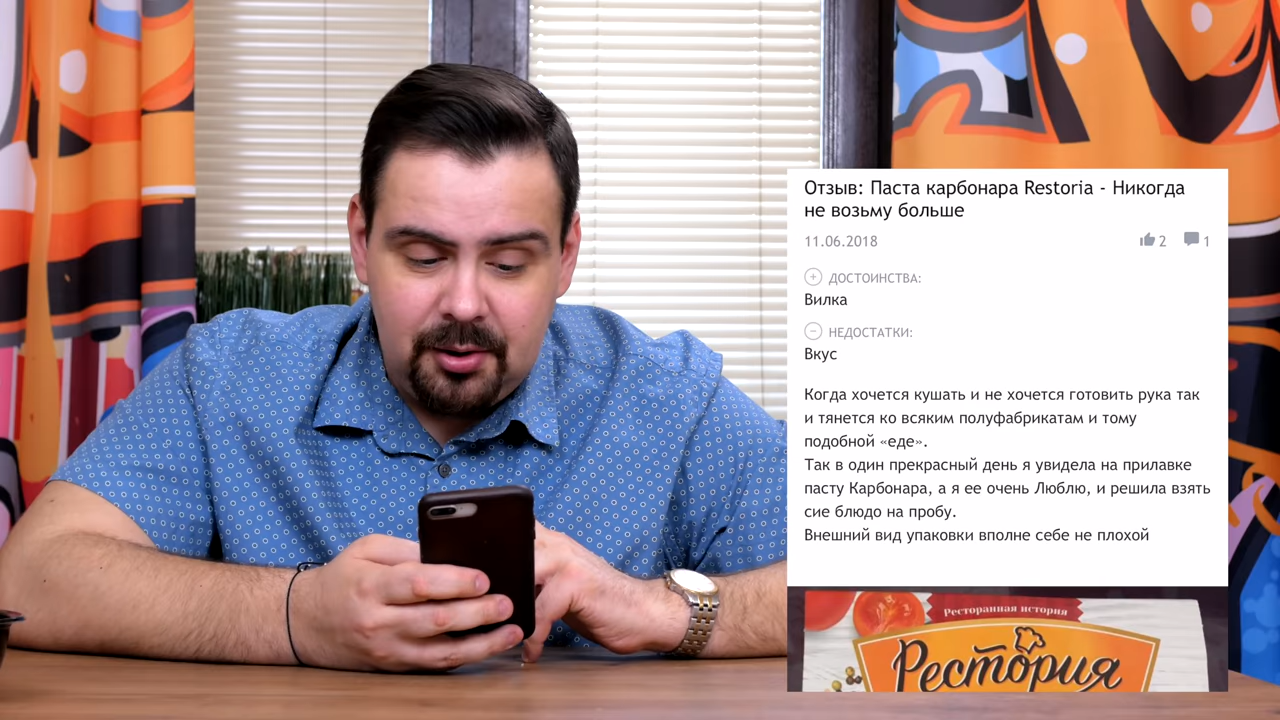 Отзыв: Паста карбонара Restoria - Никогда
не возьму больше
11.06.2018
2
1
ДОСТОИНСТВА:
Вилка
НЕДОСТАТКИ:
Вкус
Когда хочется кушать и не хочется готовить рука так
и тянется ко всяким полуфабрикатам и тому
подобной «еде».
Так в один прекрасный день я увидела на прилавке
пасту Карбонара, а я ее очень Люблю, и решила взять
сие блюдо на пробу.
Внешний вид упаковки вполне себе не плохой
Ресторанная история
Рестория